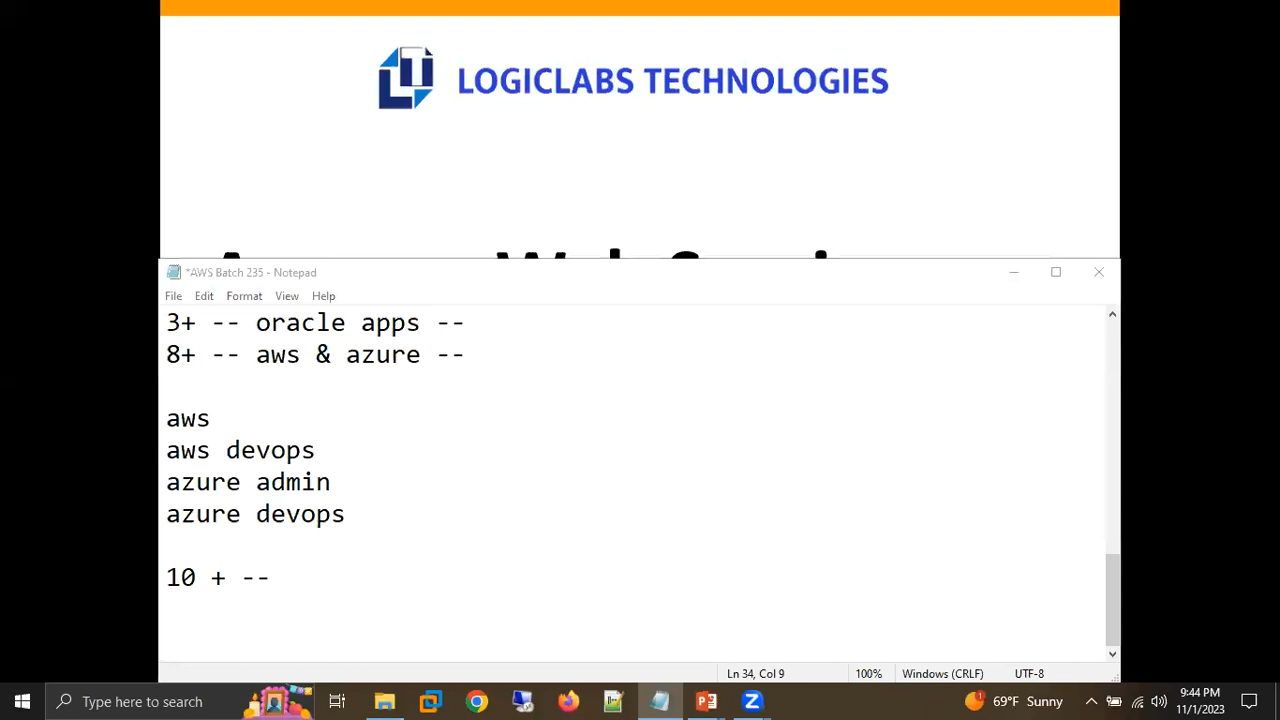 LOGICLABS TECHNOLOGIES
*AWS Batch 235 - Notepad
File Edit Format View Help
3+ -- oracle apps --
8+ -- aws & azure --
aws
aws devops
azure admin
azure devops
10 + --
Ln 34, Col 9 100% Windows (CRLF) UTF-8
Type here to search 1 69°F Sunny 9:44 PM
11/1/2023